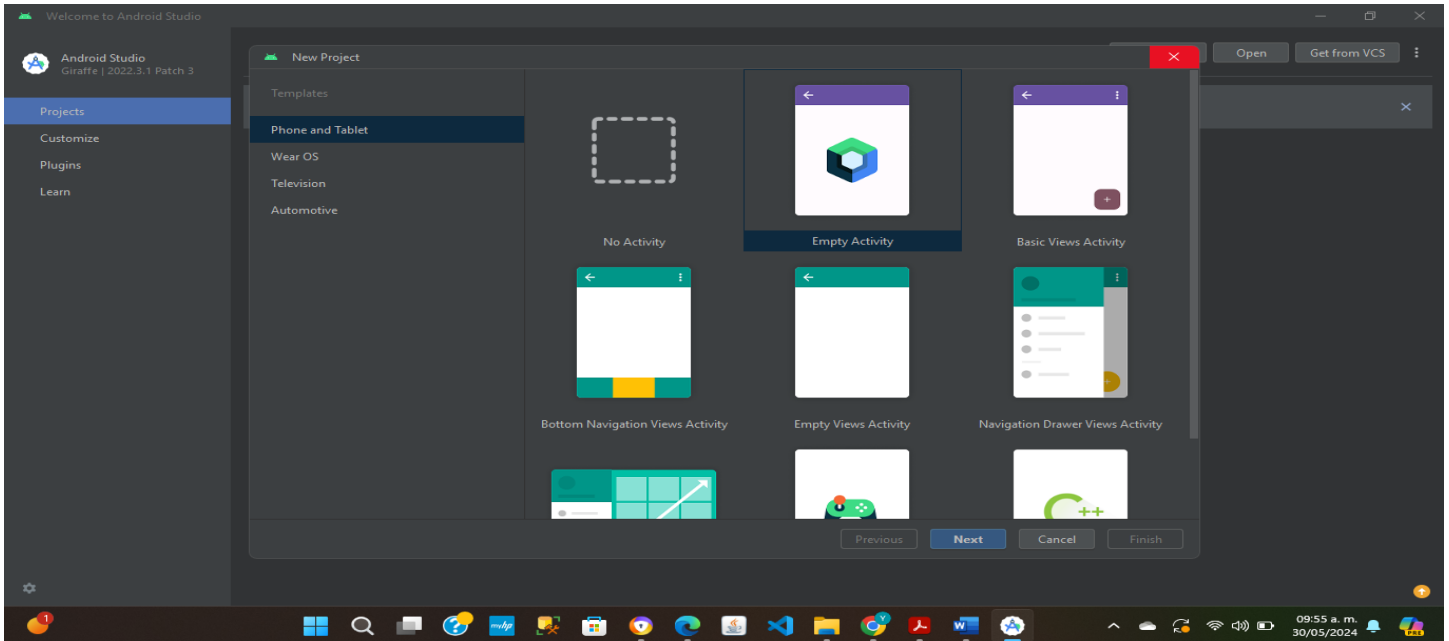 Welcome to Android Studio
Android Studio
Giraffe | 2022.3.1 Patch 3
Projects
Customize
Plugins
Learn
Open
Get from VCS
New Project
Templates
Phone and Tablet
Wear OS
Television
Automotive
No Activity
Empty Activity
Basic Views Activity
Bottom Navigation Views Activity
Empty Views Activity
Navigation Drawer Views Activity
C++
Previous
Next
Cancel
Finish
1
myhp
W
09:55 a. m.
30/05/2024
PRE